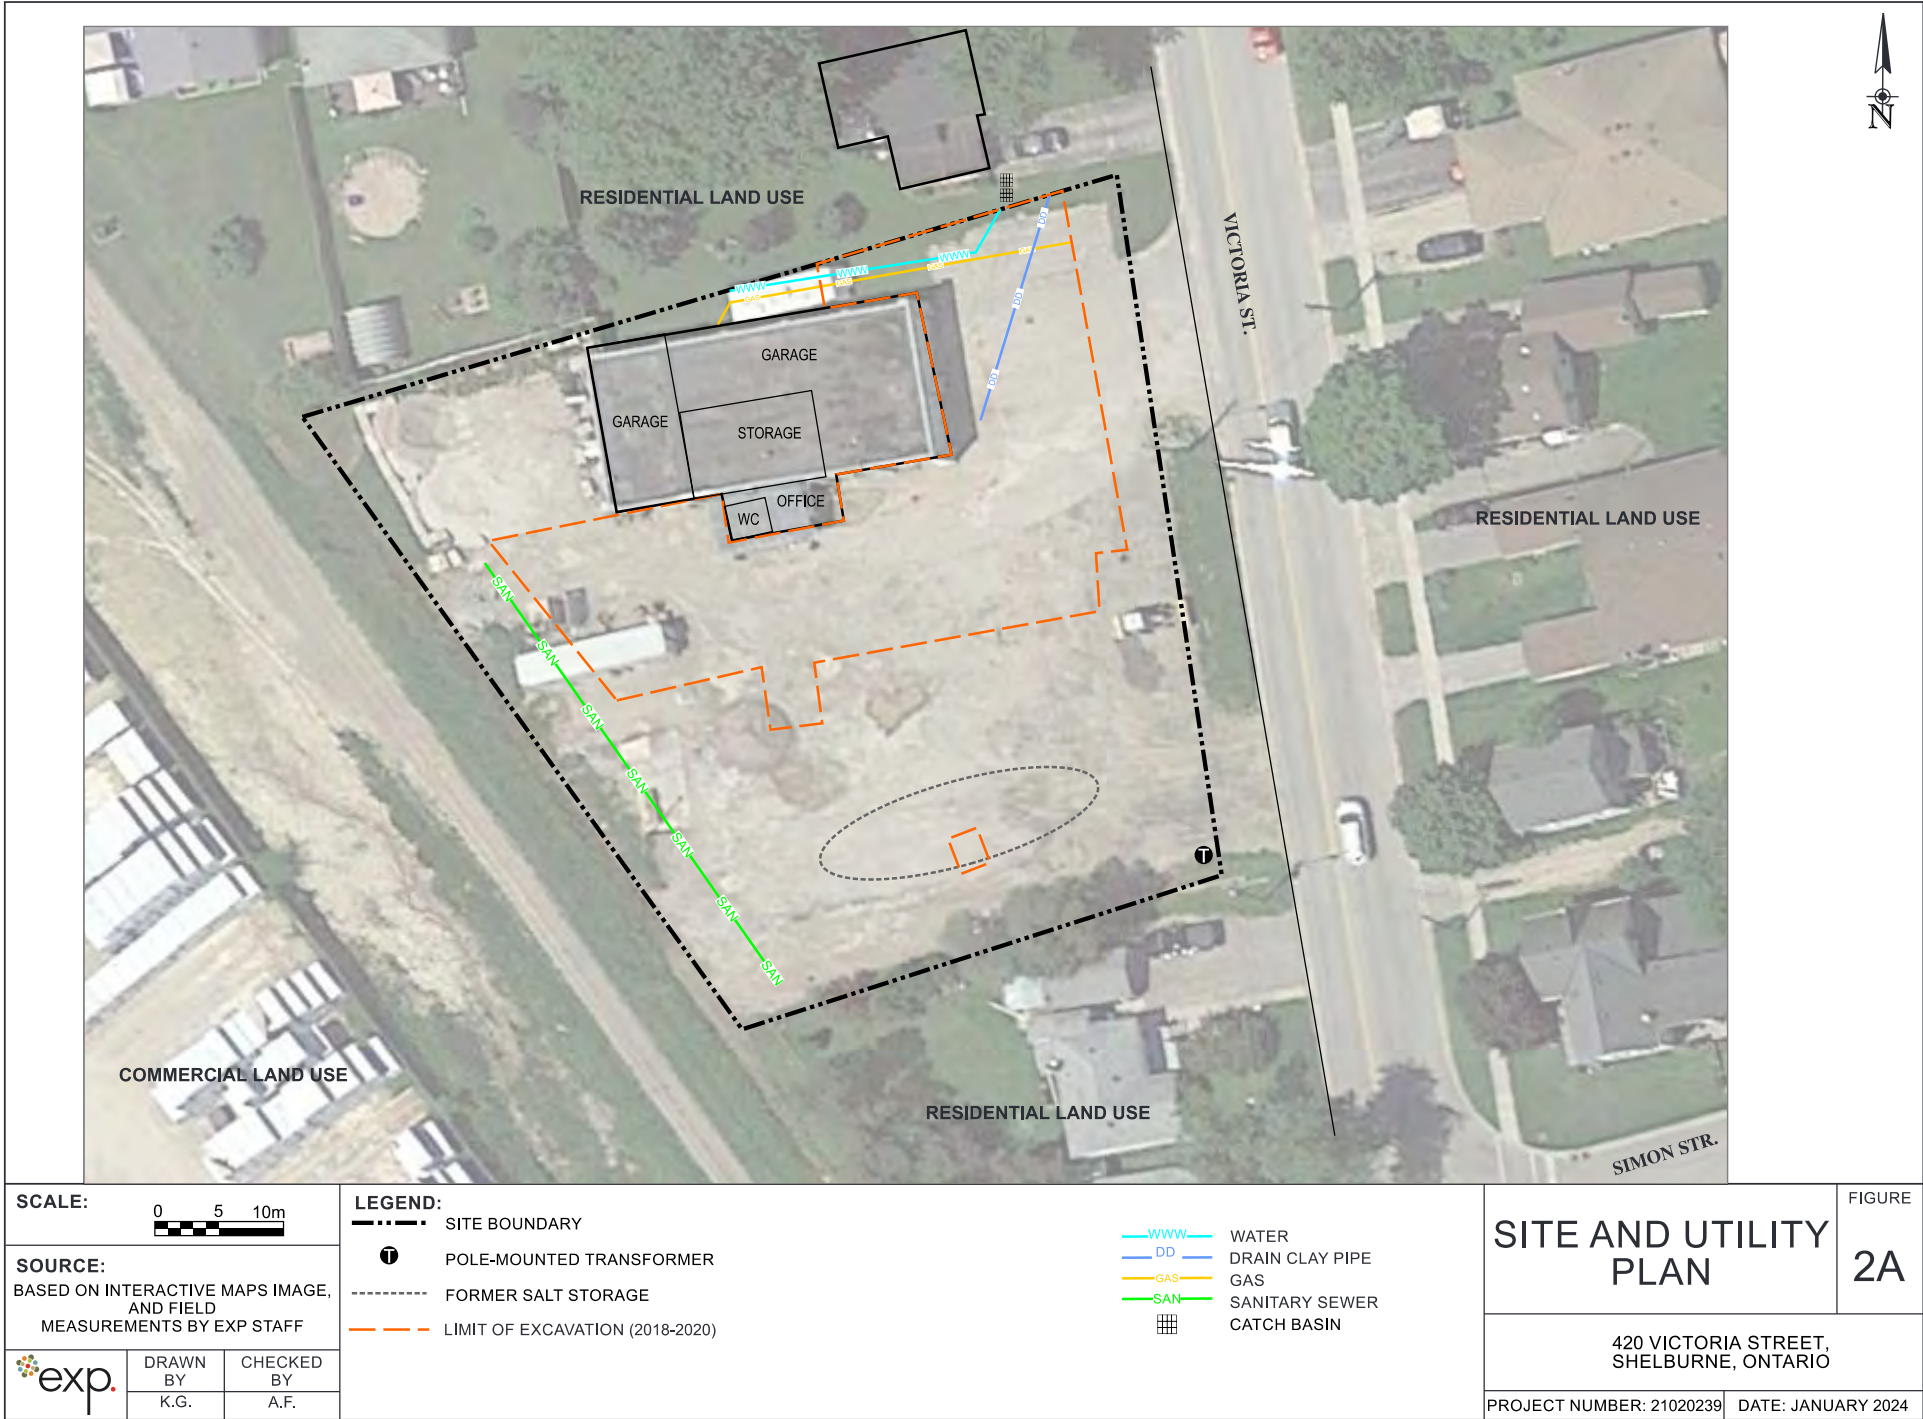 N
RESIDENTIAL LAND USE
VICTORIA ST.
WWW
WWW
WWW
GAS
GAS
GAS
GAS
DD
DD
DD
GARAGE
GARAGE
STORAGE
OFFICE
WC
RESIDENTIAL LAND USE
SAN
SAN
SAN
SAN
SAN
SAN
SAN
T
COMMERCIAL LAND USE
RESIDENTIAL LAND USE
SIMON STR.
SCALE:
0 5 10m
SOURCE:
BASED ON INTERACTIVE MAPS IMAGE,
AND FIELD
MEASUREMENTS BY EXP STAFF
exp.
DRAWN
BY
K.G.
CHECKED
BY
A.F.
LEGEND:
SITE BOUNDARY
T POLE-MOUNTED TRANSFORMER
FORMER SALT STORAGE
LIMIT OF EXCAVATION (2018-2020)
WWW WATER
DD DRAIN CLAY PIPE
GAS GAS
SAN SANITARY SEWER
CATCH BASIN
SITE AND UTILITY
PLAN
FIGURE
2A
420 VICTORIA STREET,
SHELBURNE, ONTARIO
PROJECT NUMBER: 21020239
DATE: JANUARY 2024